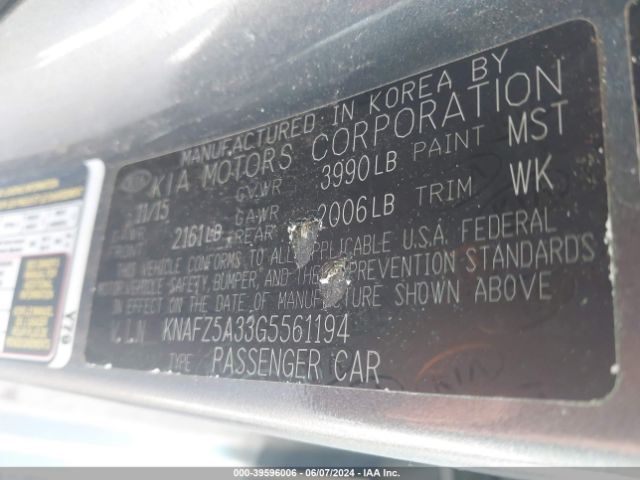 MANUFACTURED IN KOREA BY
KIA MOTORS CORPORATION
11/15 GVWR 3990LB PAINT MST
2161LB GAWR REAR 2006LB TRIM WK
THIS VEHICLE CONFORMS TO ALL APPLICABLE U.S.A. FEDERAL
MOTOR VEHICLE SAFETY, BUMPER, AND THEFT PREVENTION STANDARDS
IN EFFECT ON THE DATE OF MANUFACTURE SHOWN ABOVE
V.I.N KNAFZ5A33G5561194
TYPE PASSENGER CAR
Y79
000-39596006 - 06/07/2024 - IAA Inc.